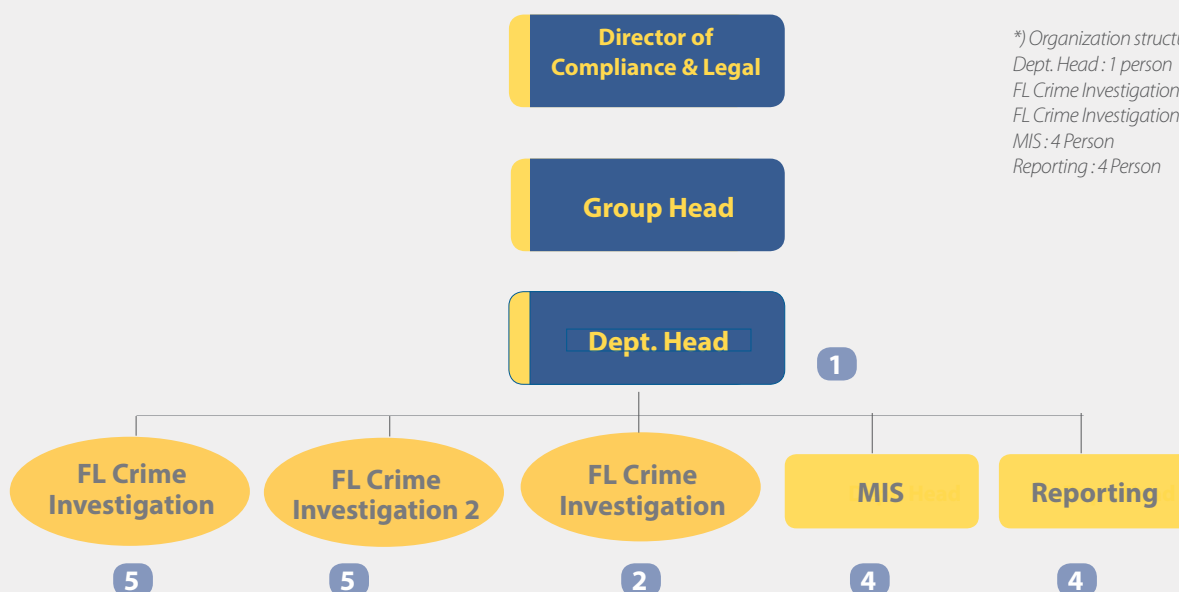 Director of
Compliance & Legal
*) Organization structu
Dept. Head : 1 person
FL Crime Investigation
FL Crime Investigation
MIS : 4 Person
Reporting : 4 Person
Group Head
Dept. Head
1
FL Crime
Investigation
FL Crime
Investigation 2
FL Crime
Investigation
MIS
Reporting
5
5
2
4
4